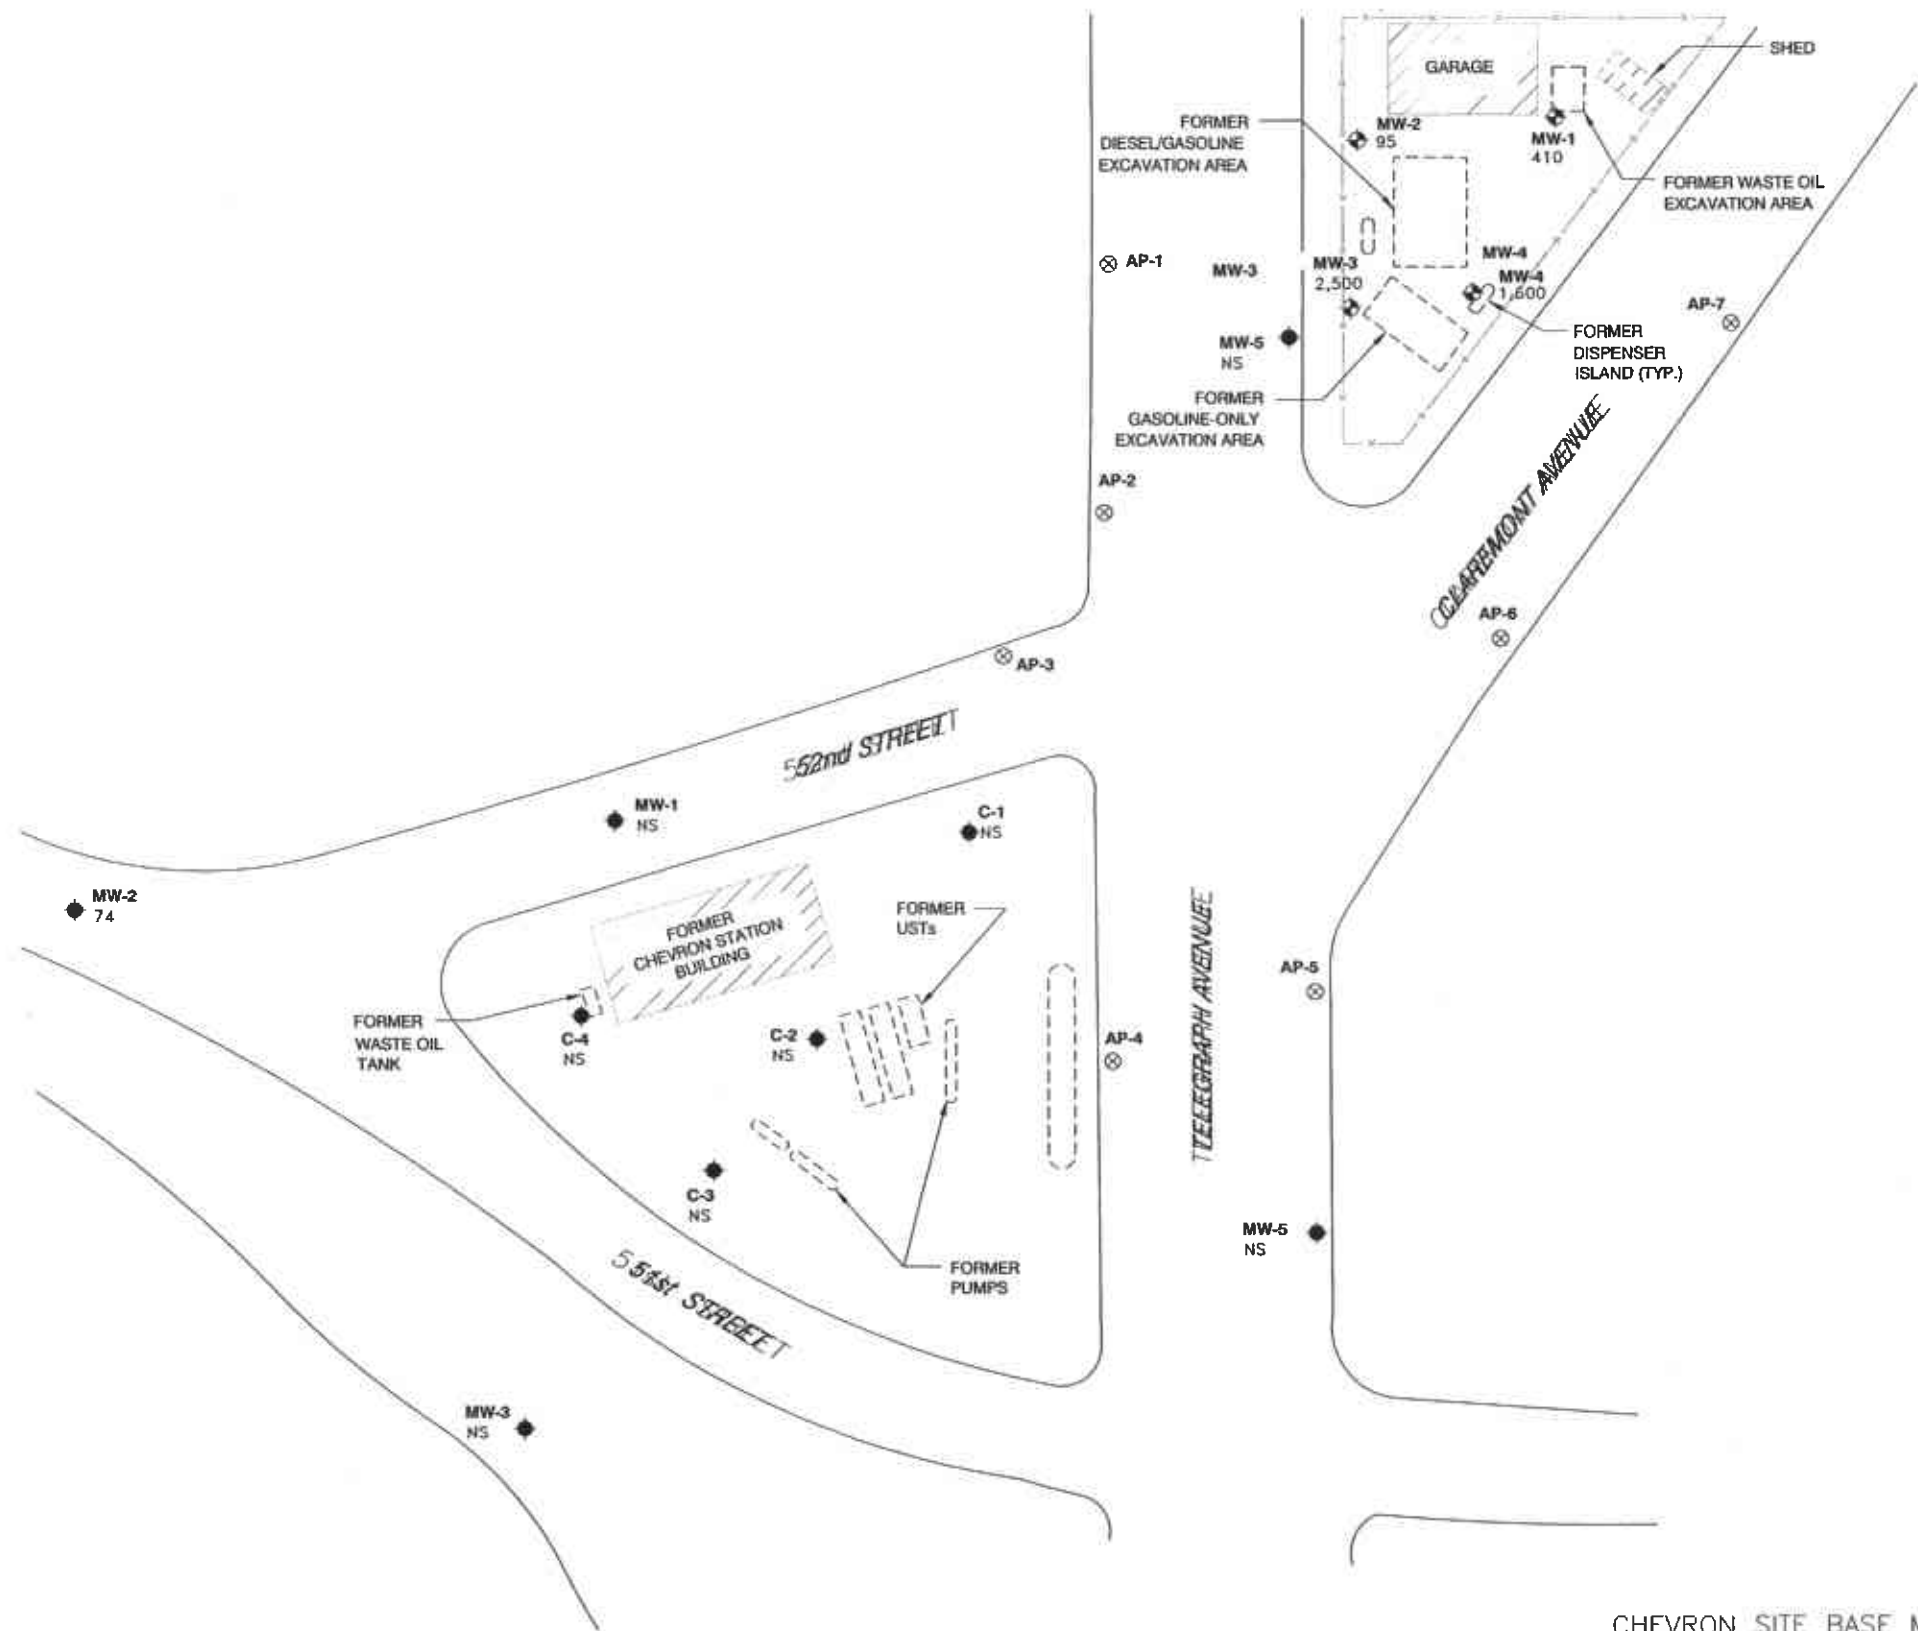 SHED
GARAGE
FORMER
DIESEL/GASOLINE
EXCAVATION AREA
MW-2
95
MW-1
410
FORMER WASTE OIL
EXCAVATION AREA
AP-1
MW-3
MW-3
2,500
MW-4
MW-4
1,600
AP-7
MW-5
NS
FORMER
DISPENSER
ISLAND (TYP.)
FORMER
GASOLINE-ONLY
EXCAVATION AREA
AP-2
CLAREMONT AVENUE
AP-6
AP-3
52nd STREET
MW-1
NS
C-1
NS
MW-2
74
FORMER
CHEVRON STATION
BUILDING
FORMER
USTs
TELEGRAPH AVENUE
AP-5
FORMER
WASTE OIL
TANK
C-4
NS
C-2
NS
AP-4
C-3
NS
MW-5
NS
FORMER
PUMPS
51st STREET
MW-3
NS
CHEVRON SITE BASE M